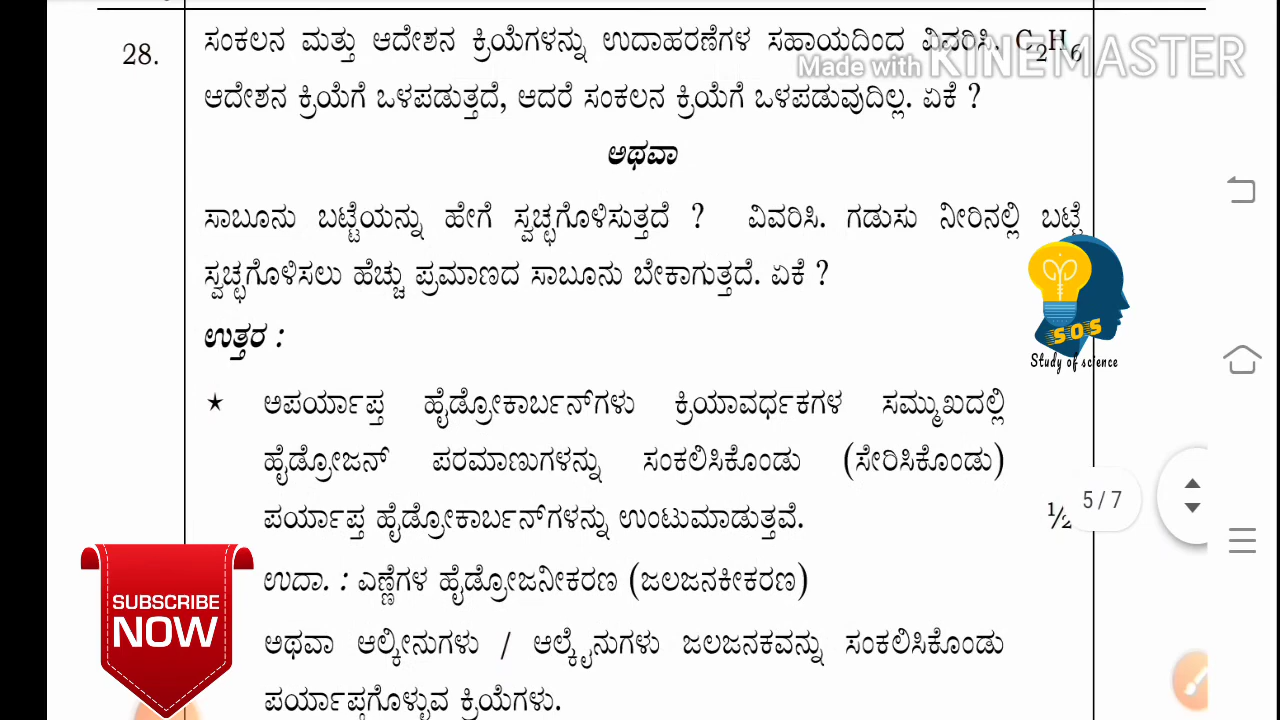 28. ಸಂಕಲನ ಮತ್ತು ಆದೇಶನ ಕ್ರಿಯೆಗಳನ್ನು ಉದಾಹರಣೆಗಳ ಸಹಾಯದಿಂದ ವಿವರಿಸಿ. C₂H₆
Made with KINEMASTER
ಆದೇಶನ ಕ್ರಿಯೆಗೆ ಒಳಪಡುತ್ತದೆ, ಆದರೆ ಸಂಕಲನ ಕ್ರಿಯೆಗೆ ಒಳಪಡುವುದಿಲ್ಲ. ಏಕೆ ?
ಅಥವಾ
ಸಾಬೂನು ಬಟ್ಟೆಯನ್ನು ಹೇಗೆ ಸ್ವಚ್ಛಗೊಳಿಸುತ್ತದೆ ? ವಿವರಿಸಿ. ಗಡುಸು ನೀರಿನಲ್ಲಿ ಬಟ್ಟೆ
ಸ್ವಚ್ಛಗೊಳಿಸಲು ಹೆಚ್ಚು ಪ್ರಮಾಣದ ಸಾಬೂನು ಬೇಕಾಗುತ್ತದೆ. ಏಕೆ ?
SOS
Study of science
ಉತ್ತರ :
★ ಅಪರ್ಯಾಪ್ತ ಹೈಡ್ರೋಕಾರ್ಬನ್‌ಗಳು ಕ್ರಿಯಾವರ್ಧಕಗಳ ಸಮ್ಮುಖದಲ್ಲಿ
ಹೈಡ್ರೋಜನ್ ಪರಮಾಣುಗಳನ್ನು ಸಂಕಲಿಸಿಕೊಂಡು (ಸೇರಿಸಿಕೊಂಡು)
ಪರ್ಯಾಪ್ತ ಹೈಡ್ರೋಕಾರ್ಬನ್‌ಗಳನ್ನು ಉಂಟುಮಾಡುತ್ತವೆ. ½
5 / 7
ಉದಾ. : ಎಣ್ಣೆಗಳ ಹೈಡ್ರೋಜನೀಕರಣ (ಜಲಜನಕೀಕರಣ)
SUBSCRIBE
NOW
ಅಥವಾ ಆಲ್ಕೀನುಗಳು / ಆಲ್ಕೈನುಗಳು ಜಲಜನಕವನ್ನು ಸಂಕಲಿಸಿಕೊಂಡು
ಪರ್ಯಾಪ್ತಗೊಳ್ಳುವ ಕ್ರಿಯೆಗಳು.